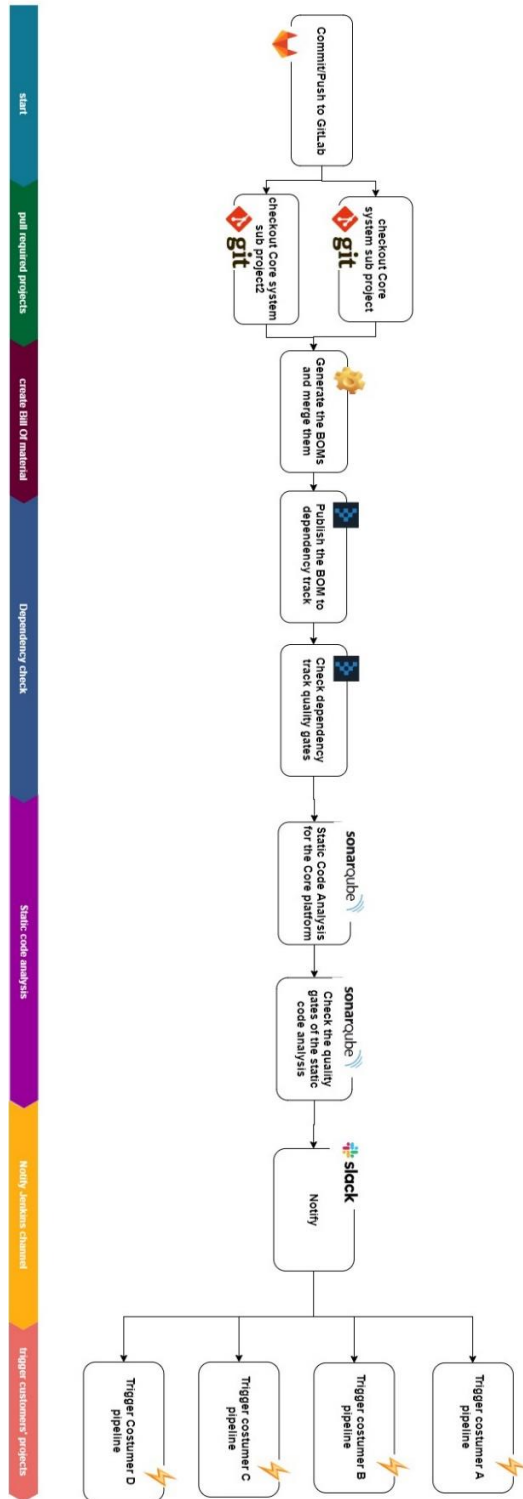 Commit/Push to GitLab
checkout Core
system sub project
git
checkout Core system
sub project2
git
Generate the BOMs
and merge them
Publish the BOM to
dependency track
Check dependency
track quality gates
sonarqube
Static Code Analysis
for the Core platform
sonarqube
Check the quality
gates of the static
code analysis
slack
Notify
Trigger costumer A
pipeline
Trigger costumer B
pipeline
Trigger costumer C
pipeline
Trigger Costumer D
pipeline
start
pull required projects
create Bill Of material
Dependency check
Static code analysis
Notify Jenkins channel
trigger customers' projects